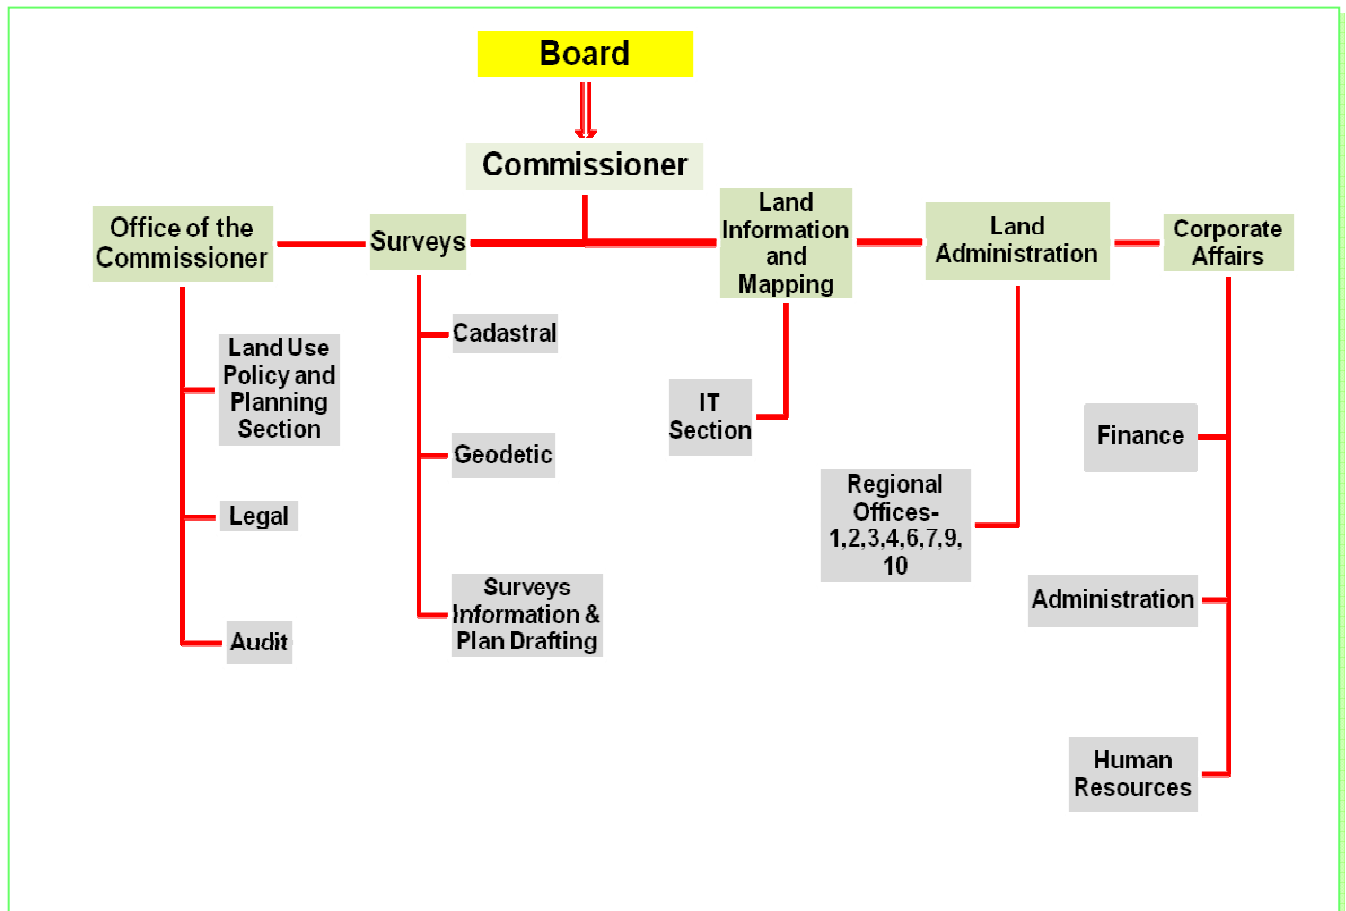 Board
Commissioner
Office of the
Commissioner
Surveys
Land
Information
and
Mapping
Land
Administration
Corporate
Affairs
Land Use
Policy and
Planning
Section
Legal
Audit
Cadastral
Geodetic
Surveys
Information &
Plan Drafting
IT
Section
Regional
Offices-
1,2,3,4,6,7,9,
10
Finance
Administration
Human
Resources